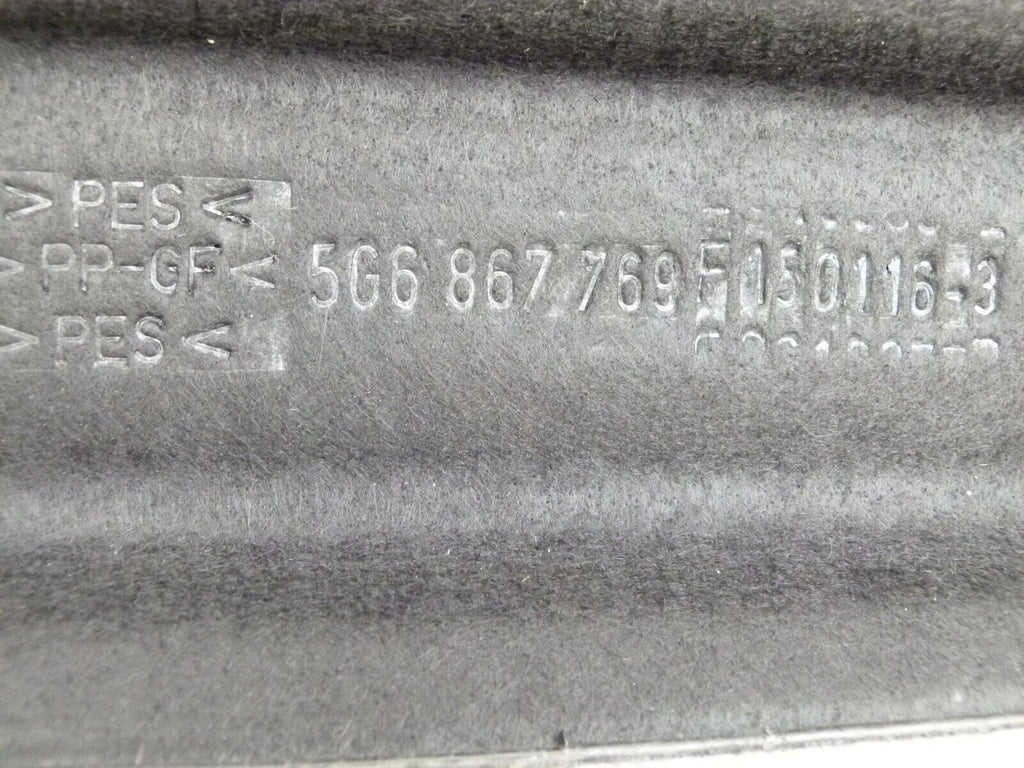 > PES <
> PP-GF < 5G6 867 769 F 150116-3
> PES <